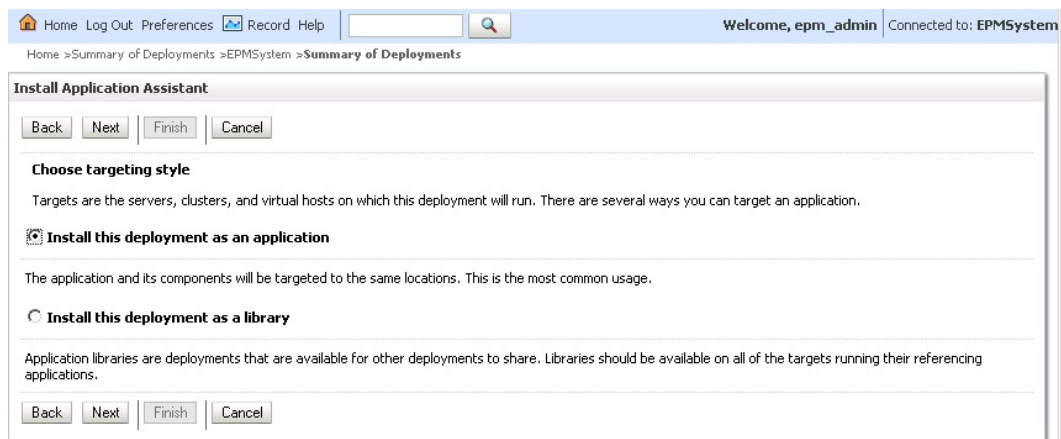 Home Log Out Preferences Record Help
Welcome, epm_admin Connected to: EPMSystem
Home >Summary of Deployments >EPMSystem >Summary of Deployments
Install Application Assistant
Back Next Finish Cancel
Choose targeting style
Targets are the servers, clusters, and virtual hosts on which this deployment will run. There are several ways you can target an application.
Install this deployment as an application
The application and its components will be targeted to the same locations. This is the most common usage.
Install this deployment as a library
Application libraries are deployments that are available for other deployments to share. Libraries should be available on all of the targets running their referencing
applications.
Back Next Finish Cancel